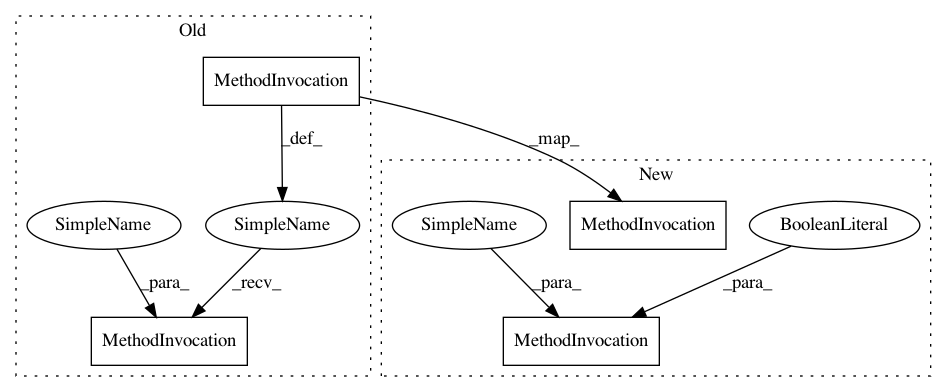 Old
MethodInvocation
_def_
_map_
New
SimpleName
SimpleName
SimpleName
MethodInvocation
BooleanLiteral
_para_
_recv_
_para_
_para_
MethodInvocation
MethodInvocation